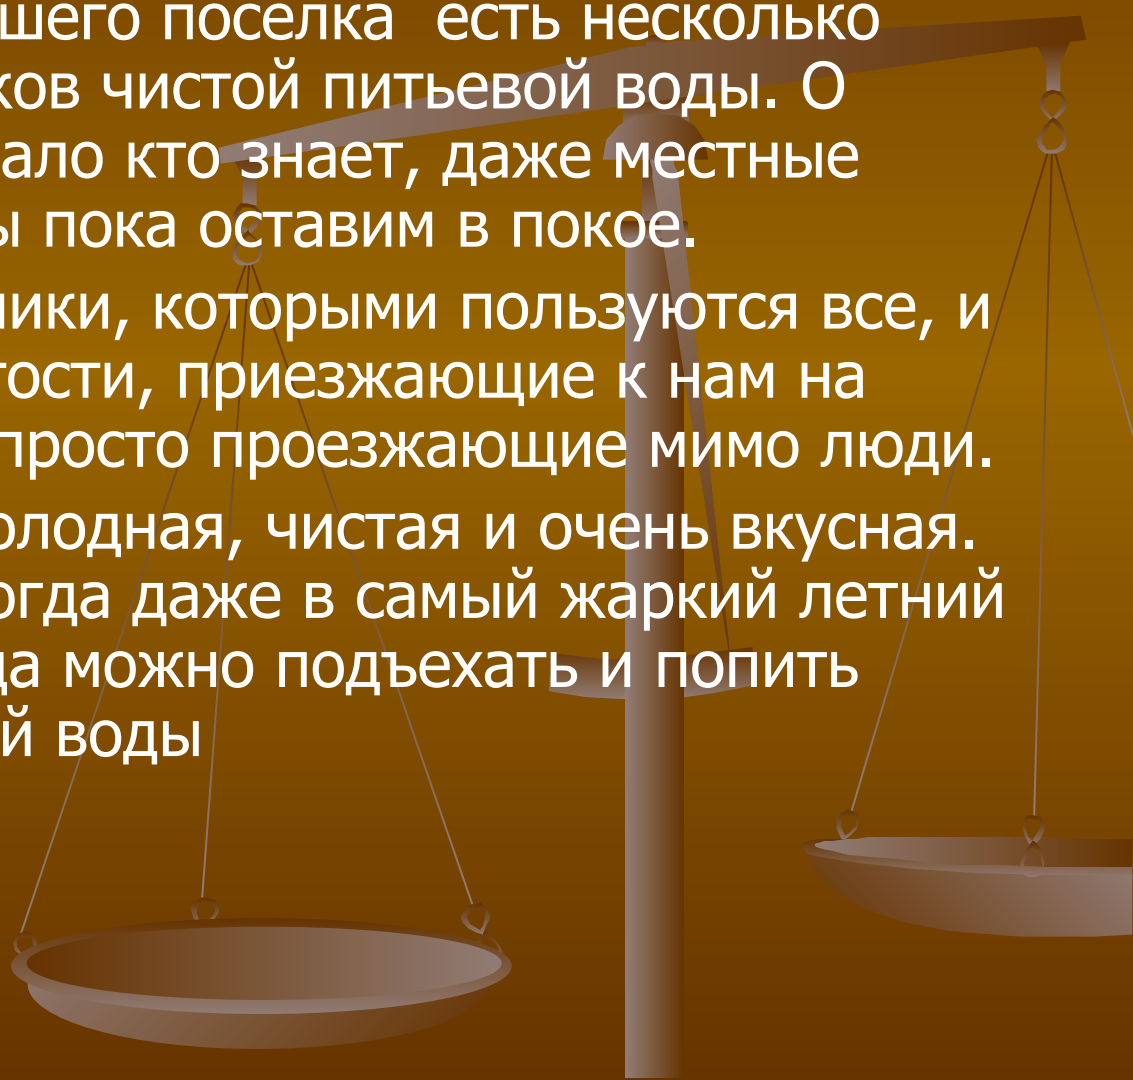 шего поселка есть несколько
ков чистой питьевой воды. О
ало кто знает, даже местные
ы пока оставим в покое.
ники, которыми пользуются все, и
гости, приезжающие к нам на
просто проезжающие мимо люди.
олодная, чистая и очень вкусная.
огда даже в самый жаркий летний
да можно подъехать и попить
й воды